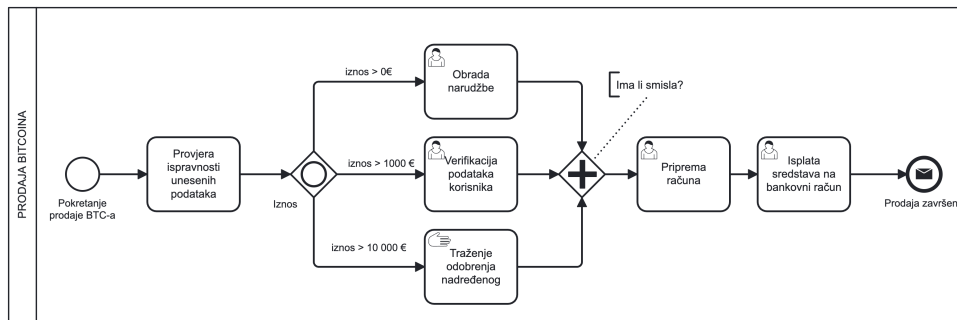 PRODAJA BITCOINA
Pokretanje
prodaje BTC-a
Provjera
ispravnosti
unesenih
podataka
Iznos
iznos > 0€
iznos > 1000 €
iznos > 10 000 €
Obrada
narudžbe
Verifikacija
podataka
korisnika
Traženje
odobrenja
nadređenog
Ima li smisla?
Priprema
računa
Isplata
sredstava na
bankovni račun
Prodaja završen